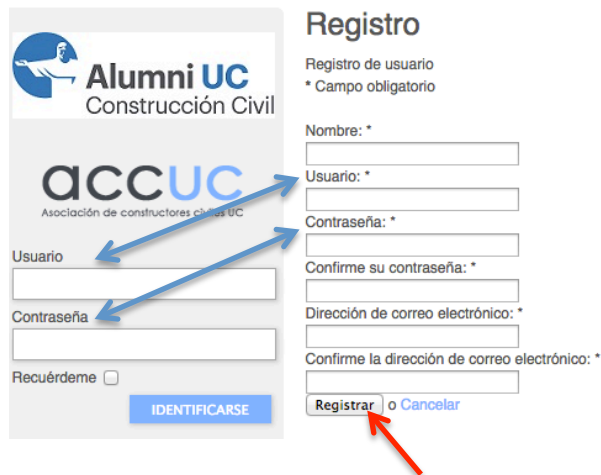 Alumni UC
Construcción Civil
accuc
Asociación de constructores civiles UC
Usuario
Contraseña
Recuérdeme
IDENTIFICARSE
Registro
Registro de usuario
* Campo obligatorio
Nombre: *
Usuario: *
Contraseña: *
Confirme su contraseña: *
Dirección de correo electrónico: *
Confirme la dirección de correo electrónico: *
Registrar o Cancelar